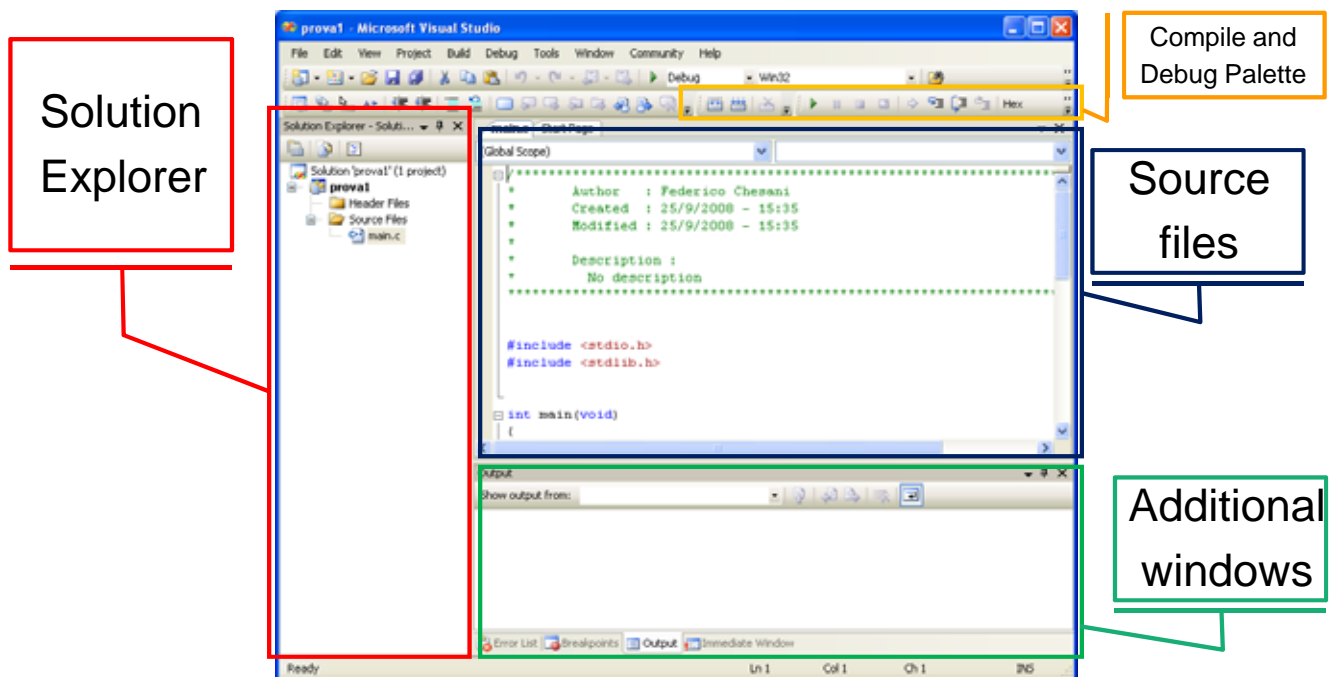 Solution
Explorer
prova1 - Microsoft Visual Studio
File Edit View Project Build Debug Tools Window Community Help
Debug Win32
Hex
Compile and
Debug Palette
Solution Explorer - Soluti...
main.c Start Page
(Global Scope)
Solution 'prova1' (1 project)
prova1
Header Files
Source Files
main.c
/****************************************************************
* Author : Federico Chesani
* Created : 25/9/2008 - 15:35
* Modified : 25/9/2008 - 15:35
*
* Description :
* No description
****************************************************************
#include <stdio.h>
#include <stdlib.h>
int main(void)
{
Source
files
Output
Show output from:
Additional
windows
Error List Breakpoints Output Immediate Window
Ready Ln 1 Col 1 Ch 1 INS